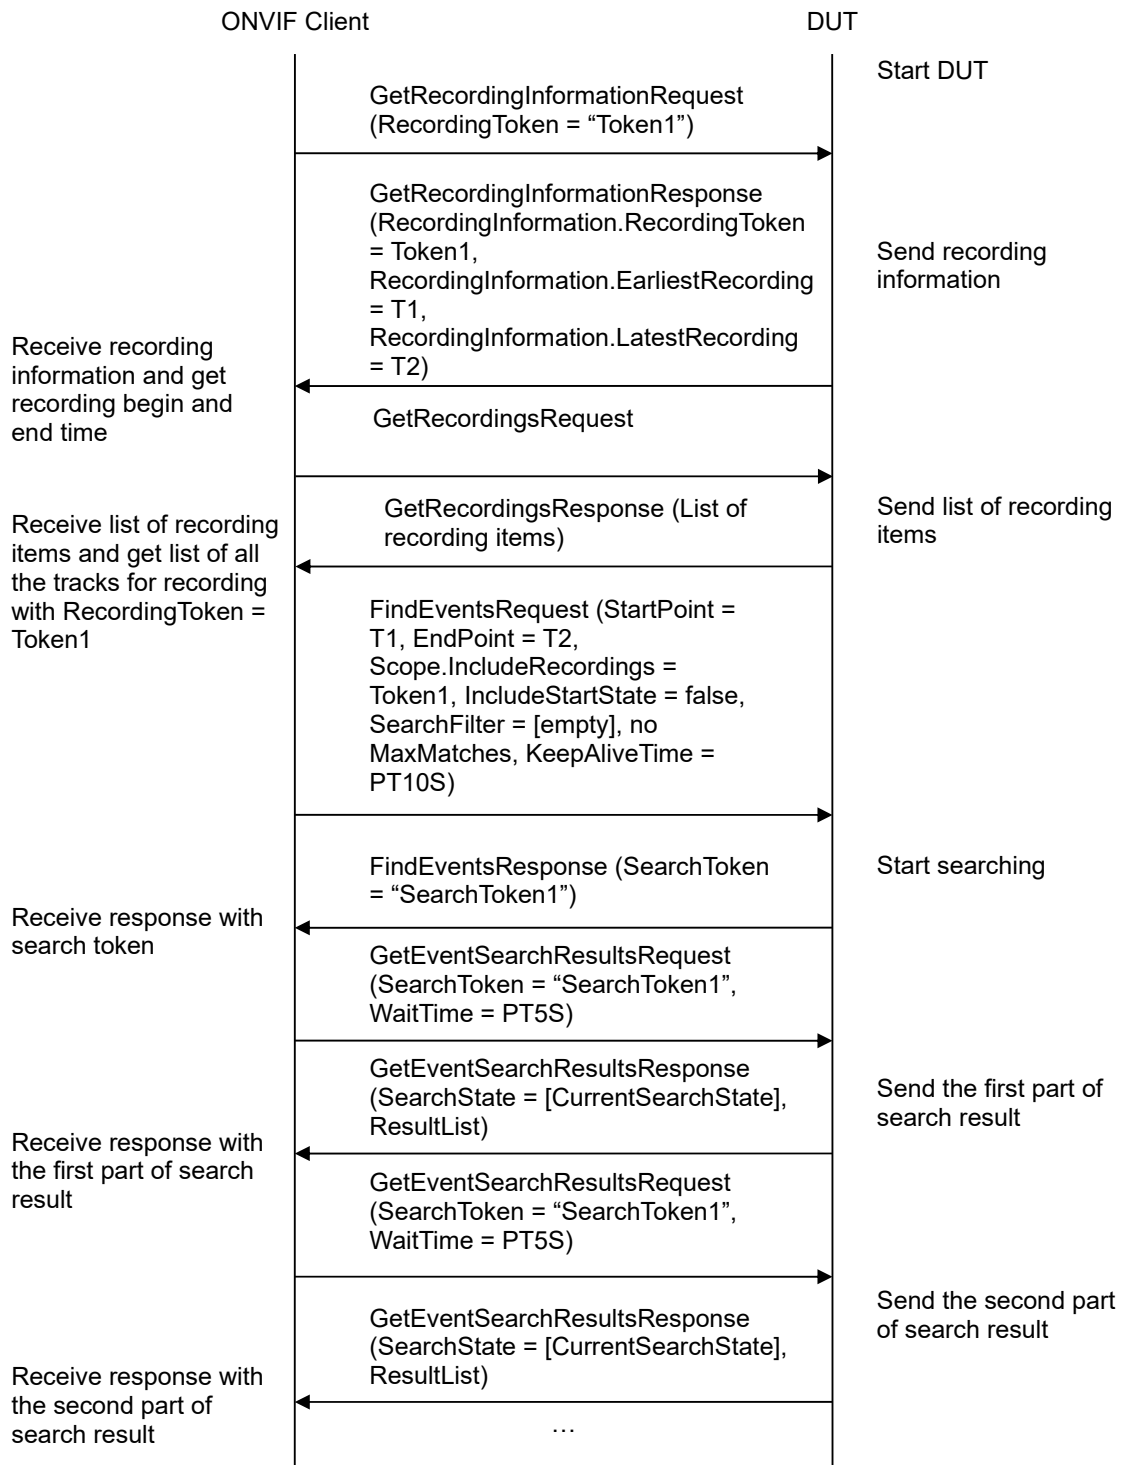 ONVIF Client
DUT
Start DUT
GetRecordingInformationRequest
(RecordingToken = “Token1”)
GetRecordingInformationResponse
(RecordingInformation.RecordingToken
= Token1,
RecordingInformation.EarliestRecording
= T1,
RecordingInformation.LatestRecording
= T2)
Send recording
information
Receive recording
information and get
recording begin and
end time
GetRecordingsRequest
GetRecordingsResponse (List of
recording items)
Send list of recording
items
Receive list of recording
items and get list of all
the tracks for recording
with RecordingToken =
Token1
FindEventsRequest (StartPoint =
T1, EndPoint = T2,
Scope.IncludeRecordings =
Token1, IncludeStartState = false,
SearchFilter = [empty], no
MaxMatches, KeepAliveTime =
PT10S)
FindEventsResponse (SearchToken
= “SearchToken1”)
Start searching
Receive response with
search token
GetEventSearchResultsRequest
(SearchToken = “SearchToken1”,
WaitTime = PT5S)
GetEventSearchResultsResponse
(SearchState = [CurrentSearchState],
ResultList)
Send the first part of
search result
Receive response with
the first part of search
result
GetEventSearchResultsRequest
(SearchToken = “SearchToken1”,
WaitTime = PT5S)
GetEventSearchResultsResponse
(SearchState = [CurrentSearchState],
ResultList)
Send the second part
of search result
Receive response with
the second part of
search result
…